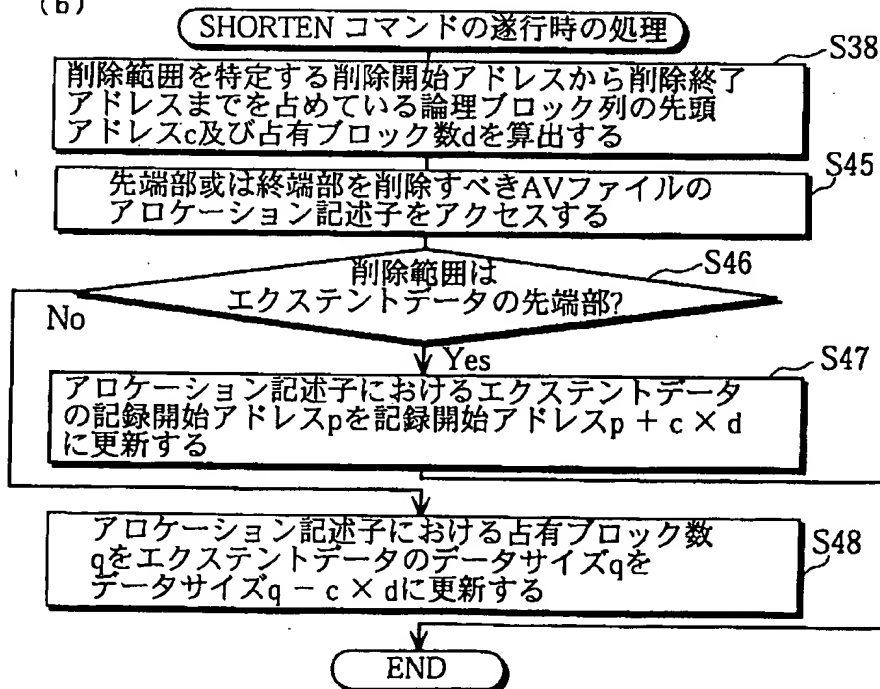 (b)
SHORTEN コマンドの遂行時の処理
S38
削除範囲を特定する削除開始アドレスから削除終了
アドレスまでを占めている論理ブロック列の先頭
アドレスc及び占有ブロック数dを算出する
S45
先端部或は終端部を削除すべきAVファイルの
アロケーション記述子をアクセスする
S46
削除範囲は
エクステントデータの先端部?
No
Yes
S47
アロケーション記述子におけるエクステントデータ
の記録開始アドレスpを記録開始アドレスp + c × d
に更新する
アロケーション記述子における占有ブロック数
qをエクステントデータのデータサイズqを
データサイズq − c × dに更新する
S48
END